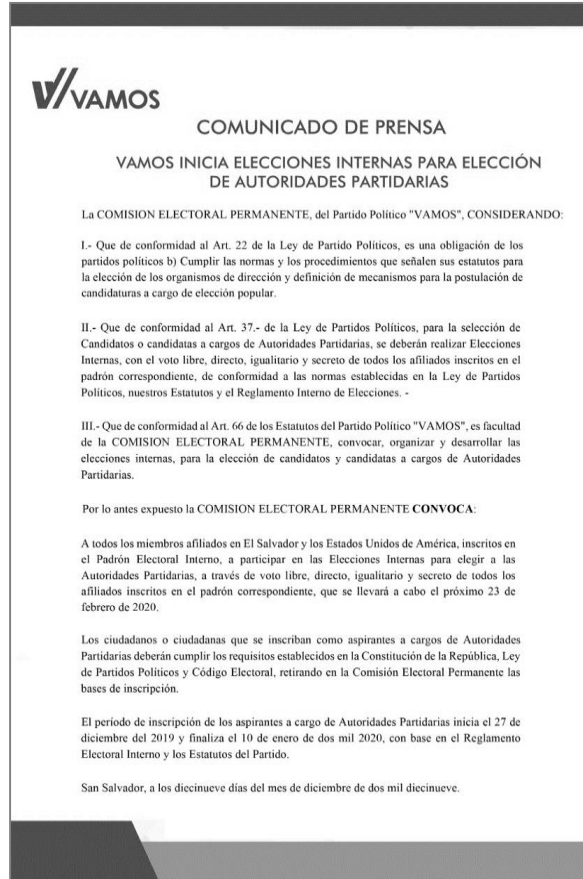 VAMOS
COMUNICADO DE PRENSA
VAMOS INICIA ELECCIONES INTERNAS PARA ELECCIÓN
DE AUTORIDADES PARTIDARIAS
La COMISION ELECTORAL PERMANENTE, del Partido Político "VAMOS", CONSIDERANDO:
I.- Que de conformidad al Art. 22 de la Ley de Partido Políticos, es una obligación de los
partidos políticos b) Cumplir las normas y los procedimientos que señalen sus estatutos para
la elección de los organismos de dirección y definición de mecanismos para la postulación de
candidaturas a cargo de elección popular.
II.- Que de conformidad al Art. 37.- de la Ley de Partidos Políticos, para la selección de
Candidatos o candidatas a cargos de Autoridades Partidarias, se deberán realizar Elecciones
Internas, con el voto libre, directo, igualitario y secreto de todos los afiliados inscritos en el
padrón correspondiente, de conformidad a las normas establecidas en la Ley de Partidos
Políticos, nuestros Estatutos y el Reglamento Interno de Elecciones. -
III.- Que de conformidad al Art. 66 de los Estatutos del Partido Político "VAMOS", es facultad
de la COMISION ELECTORAL PERMANENTE, convocar, organizar y desarrollar las
elecciones internas, para la elección de candidatos y candidatas a cargos de Autoridades
Partidarias.
Por lo antes expuesto la COMISION ELECTORAL PERMANENTE CONVOCA:
A todos los miembros afiliados en El Salvador y los Estados Unidos de América, inscritos en
el Padrón Electoral Interno, a participar en las Elecciones Internas para elegir a las
Autoridades Partidarias, a través de voto libre, directo, igualitario y secreto de todos los
afiliados inscritos en el padrón correspondiente, que se llevará a cabo el próximo 23 de
febrero de 2020.
Los ciudadanos o ciudadanas que se inscriban como aspirantes a cargos de Autoridades
Partidarias deberán cumplir los requisitos establecidos en la Constitución de la República, Ley
de Partidos Políticos y Código Electoral, retirando en la Comisión Electoral Permanente las
bases de inscripción.
El período de inscripción de los aspirantes a cargo de Autoridades Partidarias inicia el 27 de
diciembre del 2019 y finaliza el 10 de enero de dos mil 2020, con base en el Reglamento
Electoral Interno y los Estatutos del Partido.
San Salvador, a los diecinueve días del mes de diciembre de dos mil diecinueve.